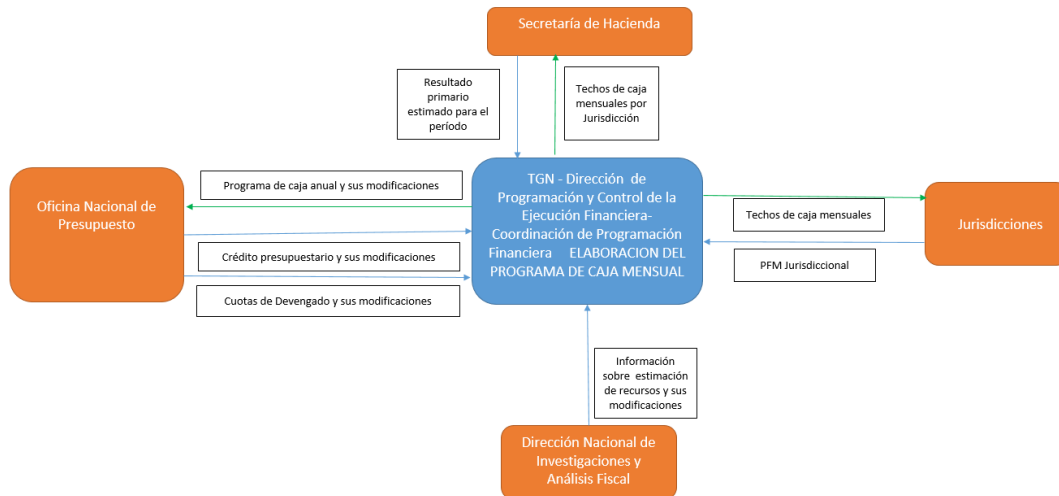 Secretaría de Hacienda
Resultado
primario
estimado para el
período
Techos de caja
mensuales por
Jurisdicción
Oficina Nacional de
Presupuesto
Programa de caja anual y sus modificaciones
Crédito presupuestario y sus modificaciones
Cuotas de Devengado y sus modificaciones
TGN - Dirección de
Programación y Control de la
Ejecución Financiera-
Coordinación de Programación
Financiera ELABORACION DEL
PROGRAMA DE CAJA MENSUAL
Techos de caja mensuales
PFM Jurisdiccional
Jurisdicciones
Información
sobre estimación
de recursos y sus
modificaciones
Dirección Nacional de
Investigaciones y
Análisis Fiscal